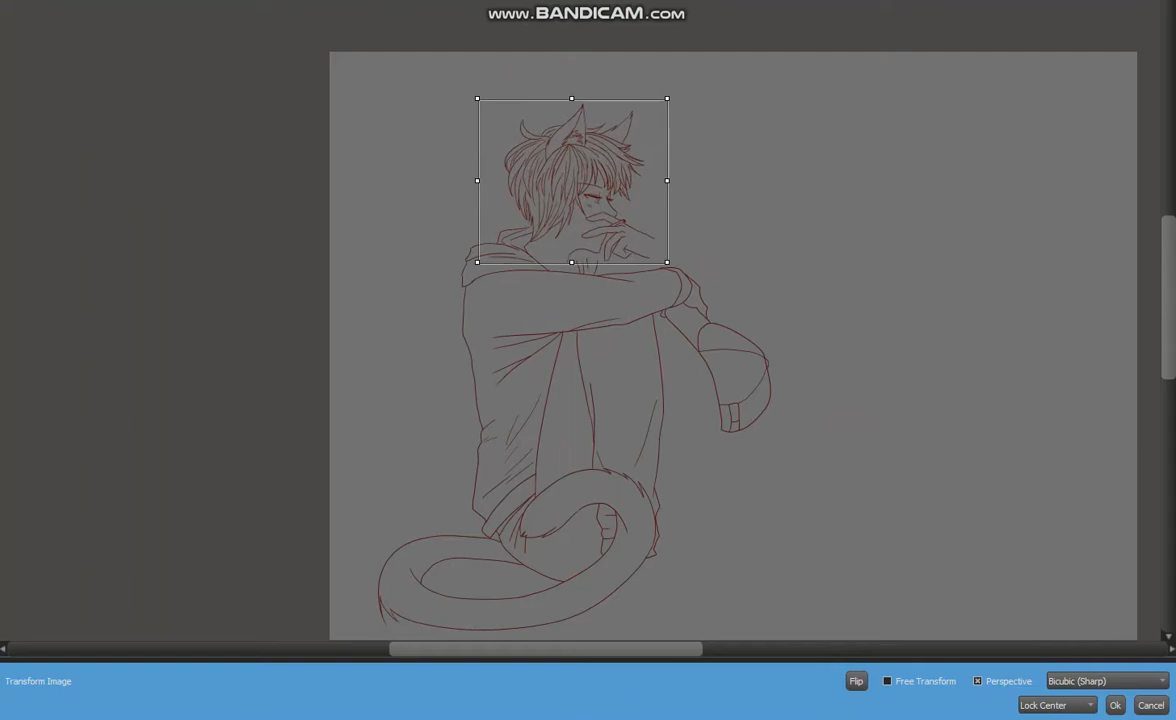 www.BANDICAM.com
Transform Image
Flip
Free Transform
Perspective
Bicubic (Sharp)
Lock Center
Ok
Cancel